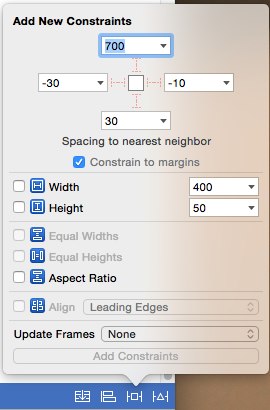 Add New Constraints
700
-30 -10
30
Spacing to nearest neighbor
Constrain to margins
Width 400
Height 50
Equal Widths
Equal Heights
Aspect Ratio
Align Leading Edges
Update Frames None
Add Constraints